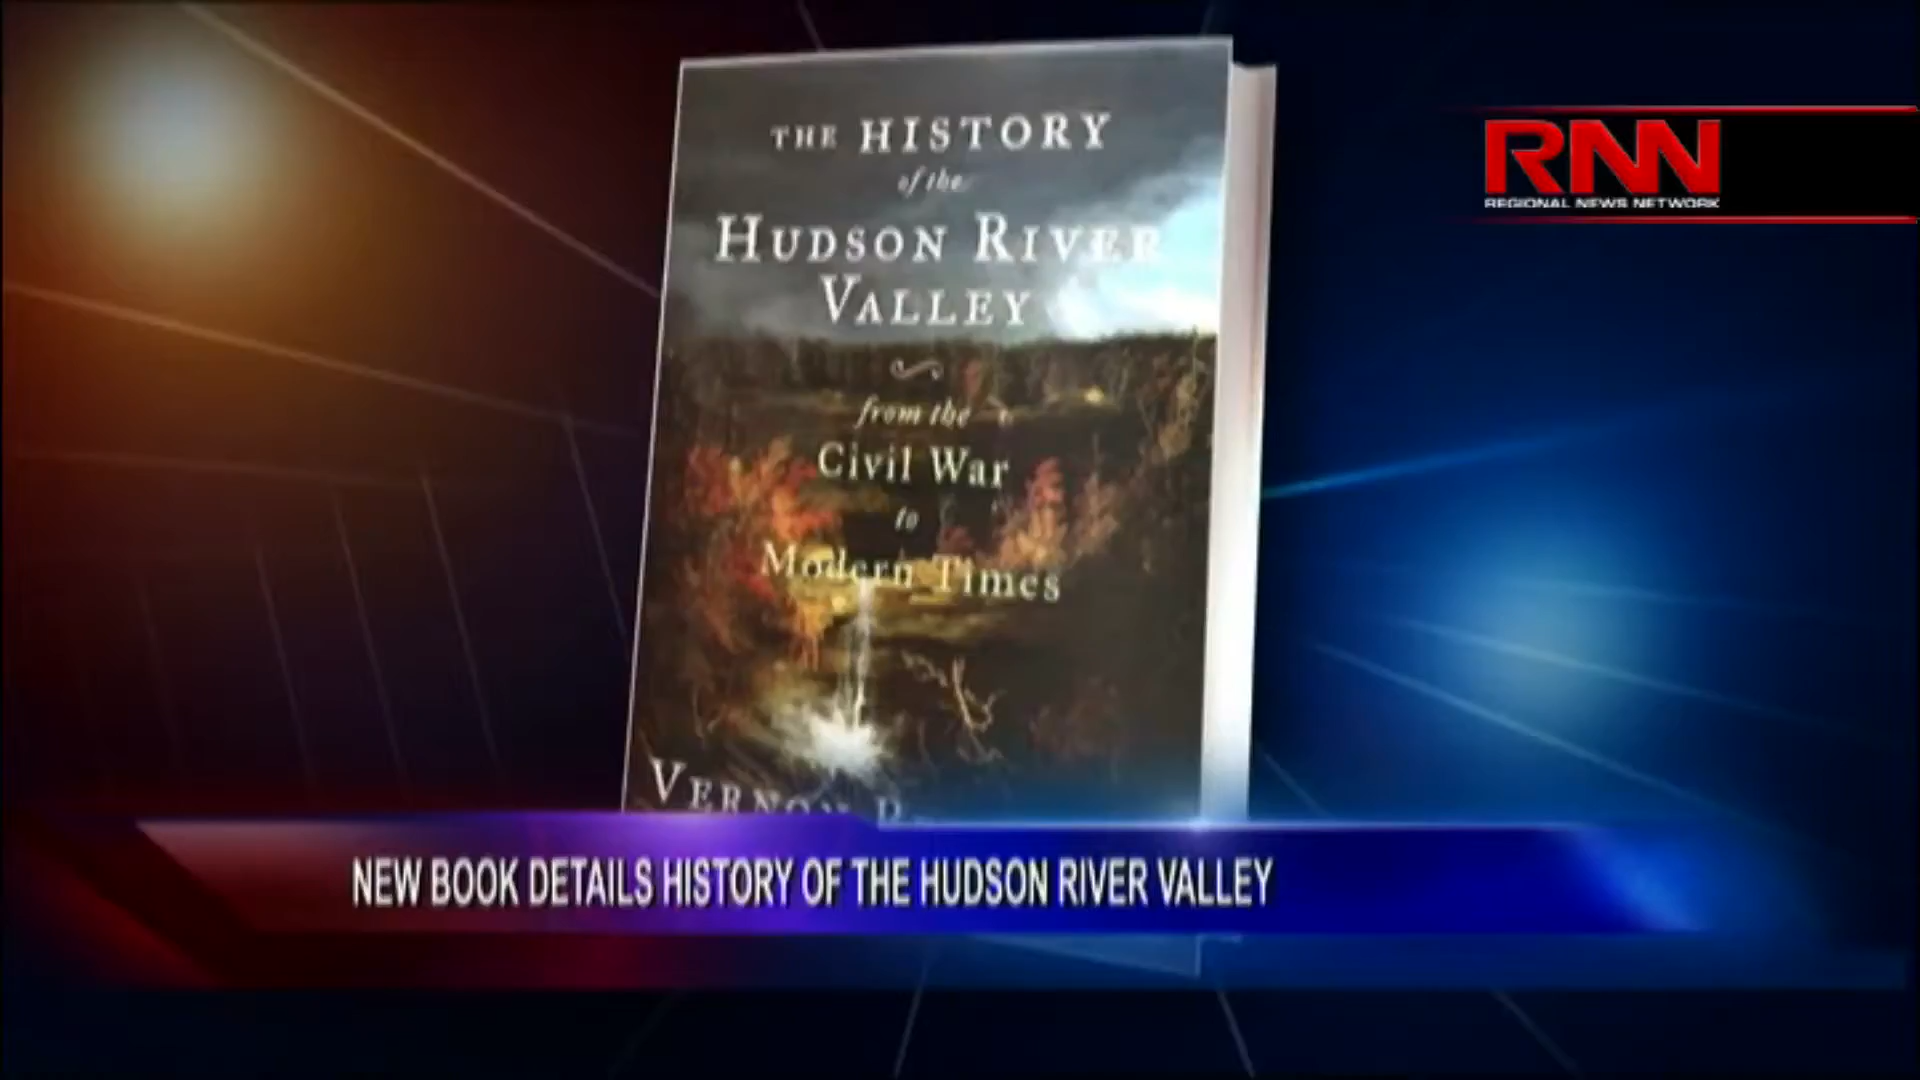 THE HISTORY
of the
HUDSON RIVER
VALLEY
from the
Civil War
to
Modern Times
VERNON
RNN
REGIONAL NEWS NETWORK
NEW BOOK DETAILS HISTORY OF THE HUDSON RIVER VALLEY